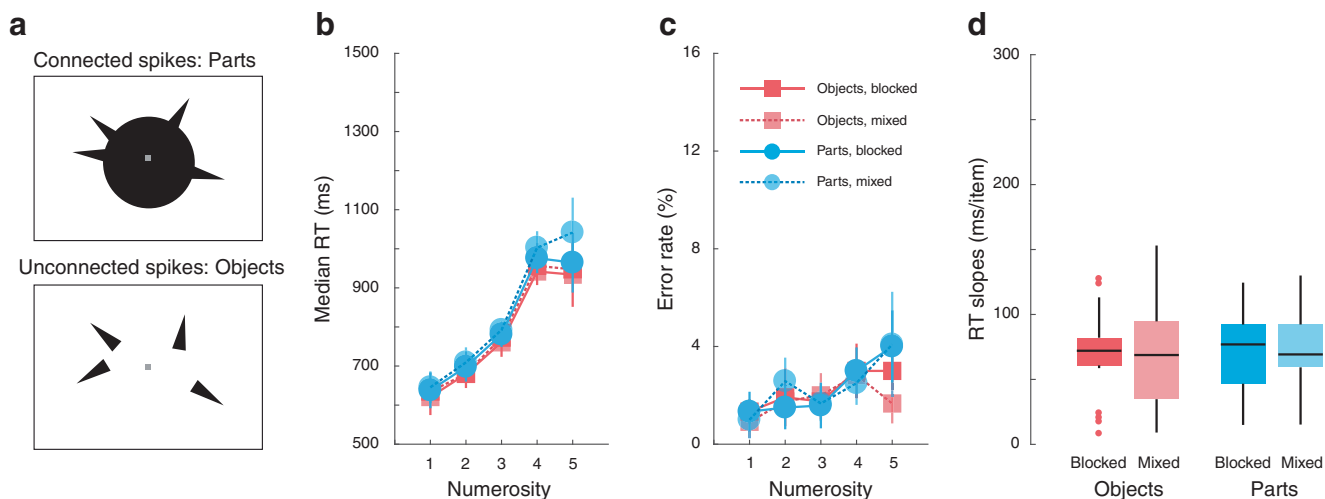 a
Connected spikes: Parts
Unconnected spikes: Objects
b
1500
1300
1100
900
700
500
Median RT (ms)
1 2 3 4 5
Numerosity
c
16
12
8
4
0
Error rate (%)
Objects, blocked
Objects, mixed
Parts, blocked
Parts, mixed
1 2 3 4 5
Numerosity
d
300
200
100
0
RT slopes (ms/item)
Blocked Mixed Blocked Mixed
Objects Parts